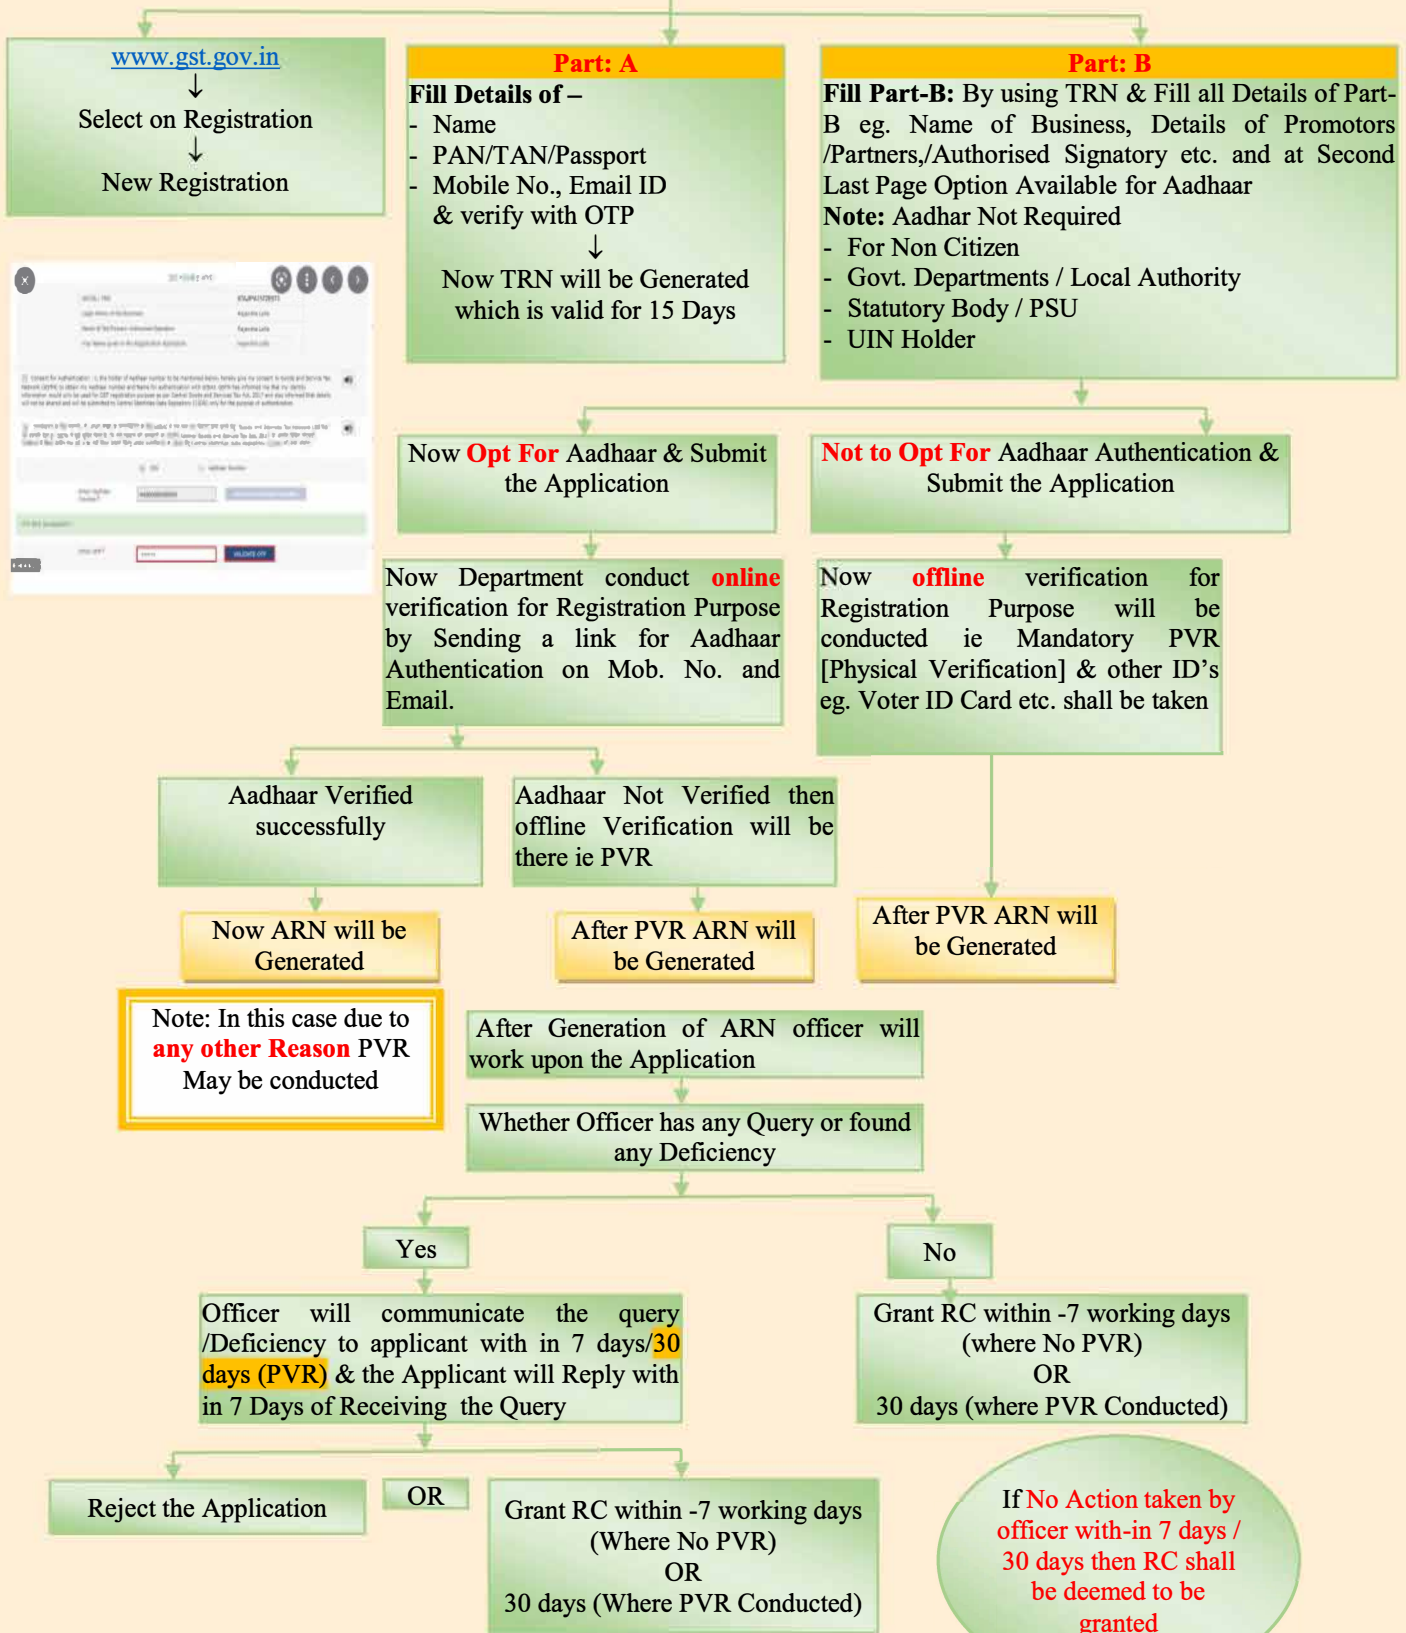 www.gst.gov.in
↓
Select on Registration
↓
New Registration
Part: A
Fill Details of –
- Name
- PAN/TAN/Passport
- Mobile No., Email ID
& verify with OTP
↓
Now TRN will be Generated
which is valid for 15 Days
Part: B
Fill Part-B: By using TRN & Fill all Details of Part-
B eg. Name of Business, Details of Promotors
/Partners,/Authorised Signatory etc. and at Second
Last Page Option Available for Aadhaar
Note: Aadhar Not Required
- For Non Citizen
- Govt. Departments / Local Authority
- Statutory Body / PSU
- UIN Holder
Now Opt For Aadhaar & Submit
the Application
Not to Opt For Aadhaar Authentication &
Submit the Application
Now Department conduct online
verification for Registration Purpose
by Sending a link for Aadhaar
Authentication on Mob. No. and
Email.
Now offline verification for
Registration Purpose will be
conducted ie Mandatory PVR
[Physical Verification] & other ID’s
eg. Voter ID Card etc. shall be taken
Aadhaar Verified
successfully
Aadhaar Not Verified then
offline Verification will be
there ie PVR
Now ARN will be
Generated
After PVR ARN will
be Generated
After PVR ARN will
be Generated
Note: In this case due to
any other Reason PVR
May be conducted
After Generation of ARN officer will
work upon the Application
Whether Officer has any Query or found
any Deficiency
Yes
No
Officer will communicate the query
/Deficiency to applicant with in 7 days/30
days (PVR) & the Applicant will Reply with
in 7 Days of Receiving the Query
Grant RC within -7 working days
(where No PVR)
OR
30 days (where PVR Conducted)
Reject the Application
OR
Grant RC within -7 working days
(Where No PVR)
OR
30 days (Where PVR Conducted)
If No Action taken by
officer with-in 7 days /
30 days then RC shall
be deemed to be
granted